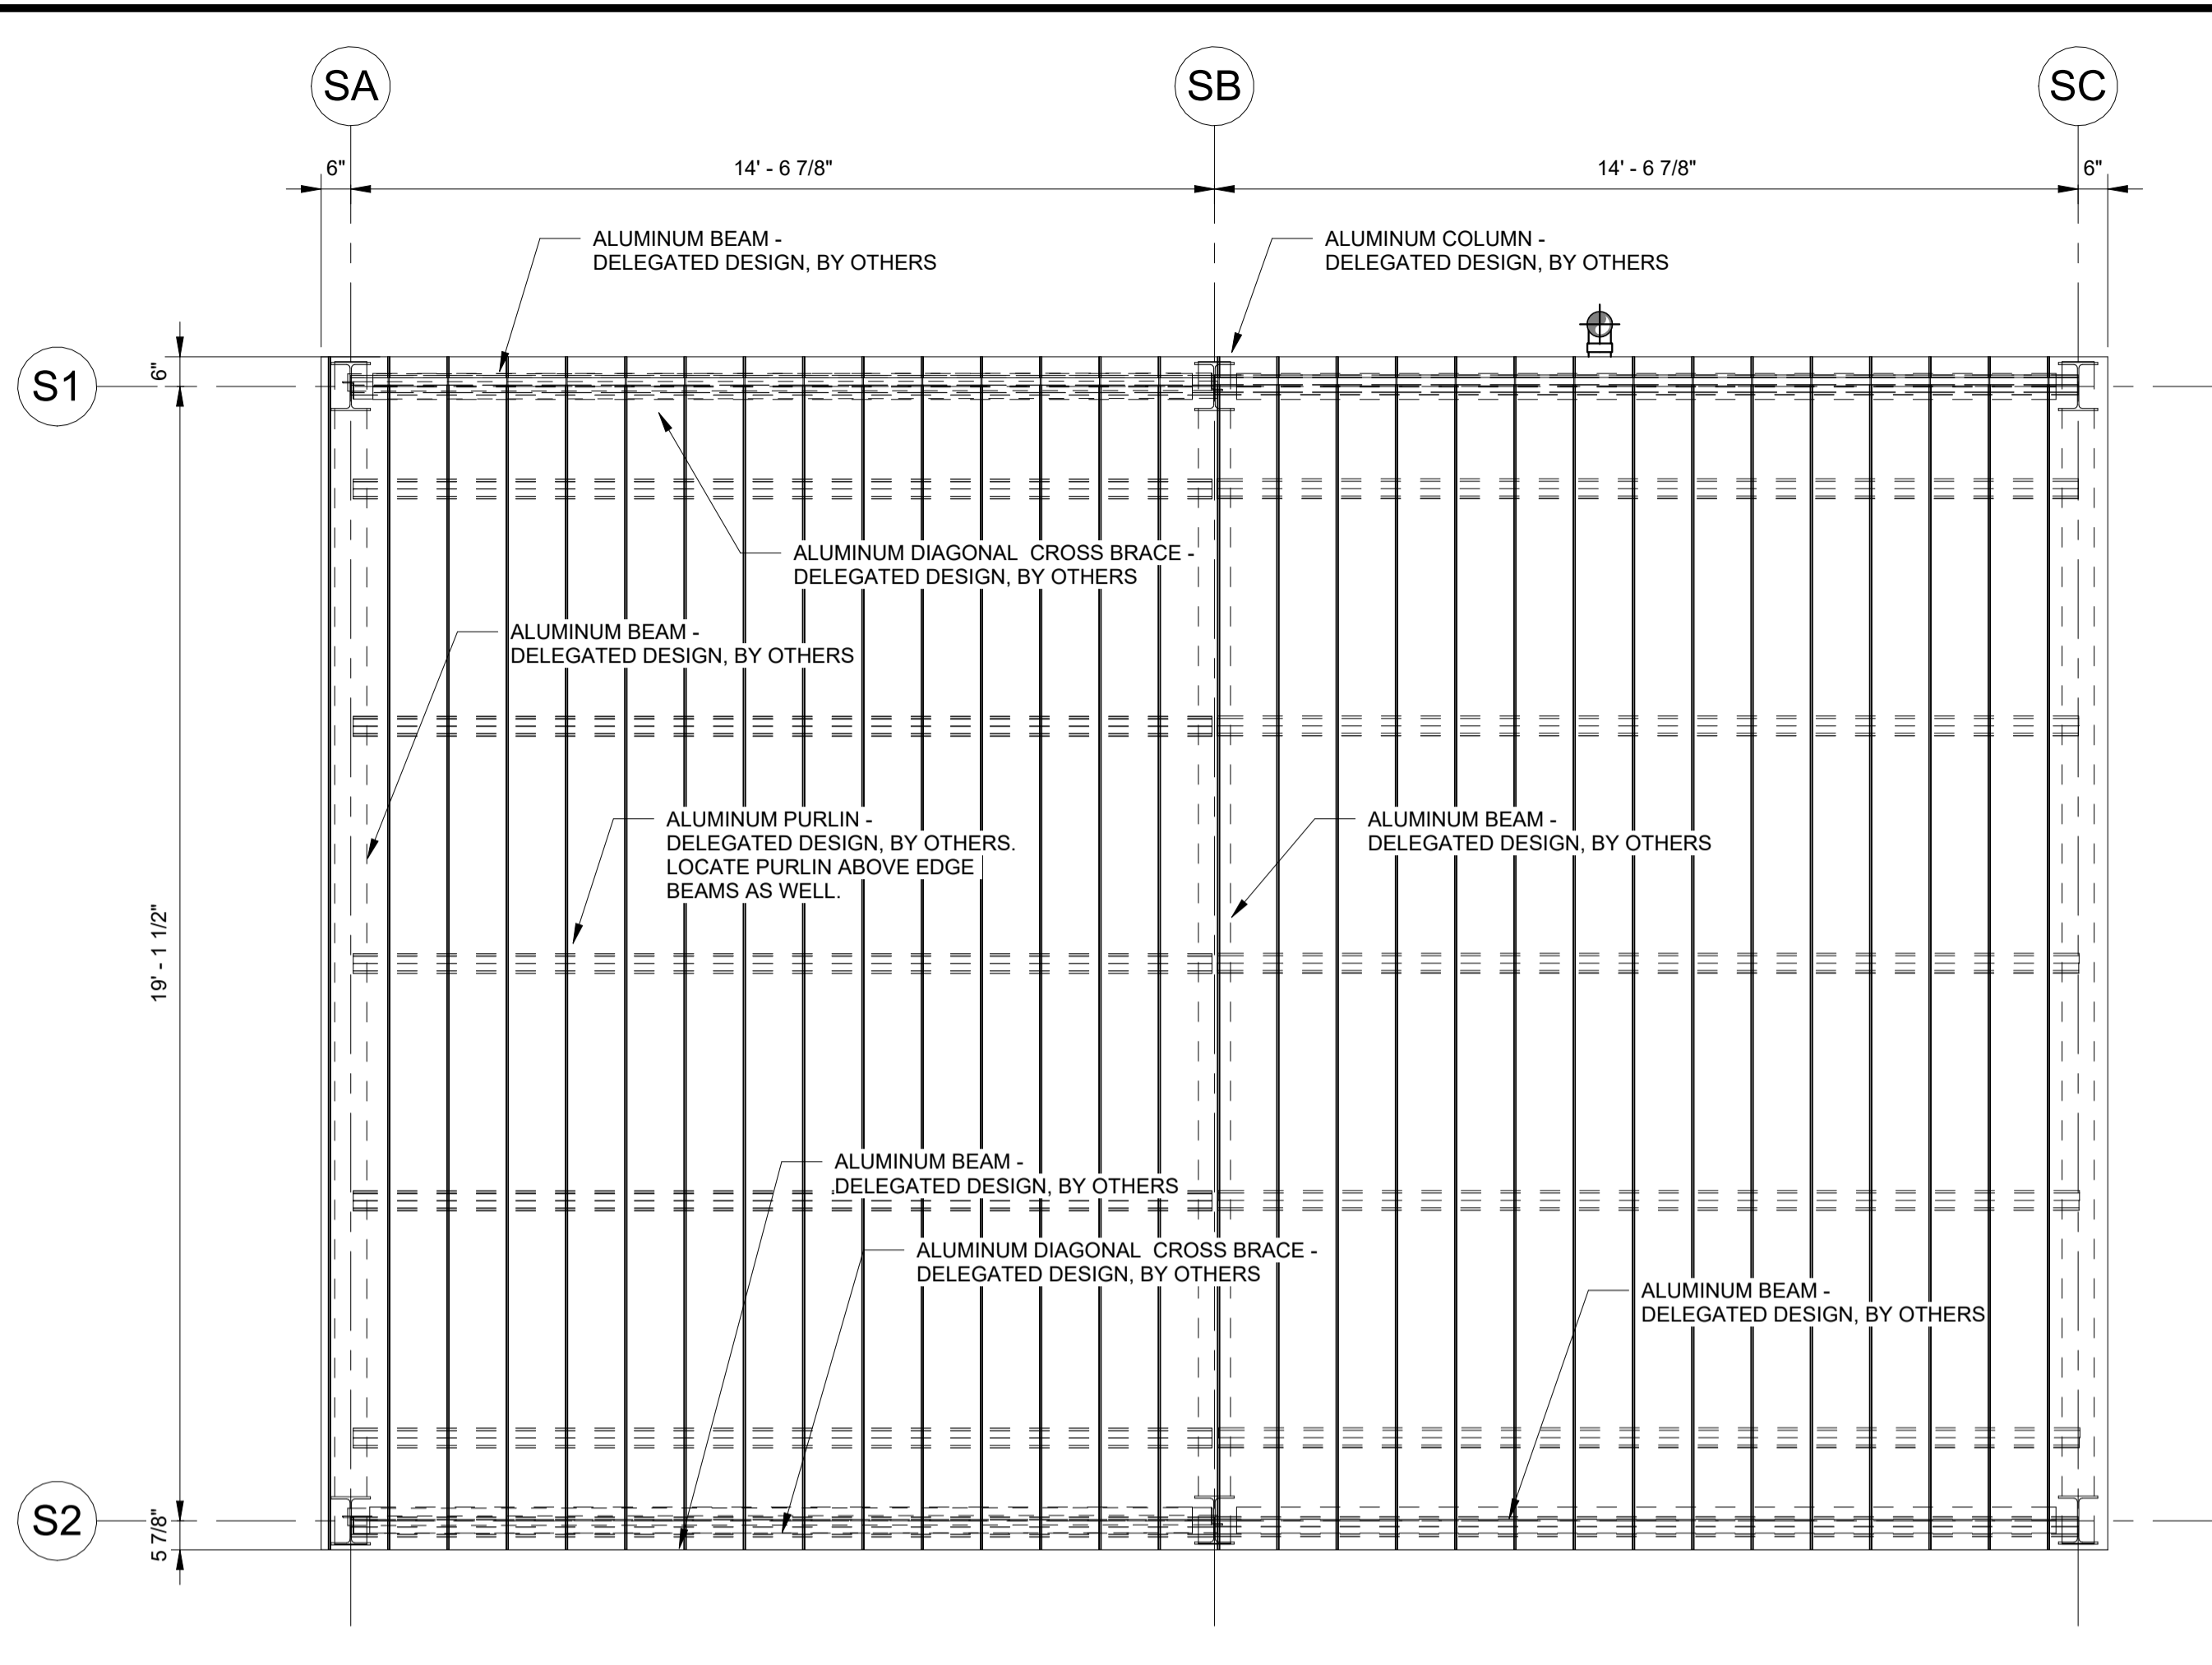 SA
SB
SC
6"
14' - 6 7/8"
14' - 6 7/8"
6"
ALUMINUM BEAM -
DELEGATED DESIGN, BY OTHERS
ALUMINUM COLUMN -
DELEGATED DESIGN, BY OTHERS
6"
S1
ALUMINUM DIAGONAL CROSS BRACE -
DELEGATED DESIGN, BY OTHERS
ALUMINUM BEAM -
DELEGATED DESIGN, BY OTHERS
ALUMINUM PURLIN -
DELEGATED DESIGN, BY OTHERS.
LOCATE PURLIN ABOVE EDGE
BEAMS AS WELL.
ALUMINUM BEAM -
DELEGATED DESIGN, BY OTHERS
19' - 1 1/2"
ALUMINUM BEAM -
DELEGATED DESIGN, BY OTHERS
ALUMINUM DIAGONAL CROSS BRACE -
DELEGATED DESIGN, BY OTHERS
ALUMINUM BEAM -
DELEGATED DESIGN, BY OTHERS
S2
5 7/8"